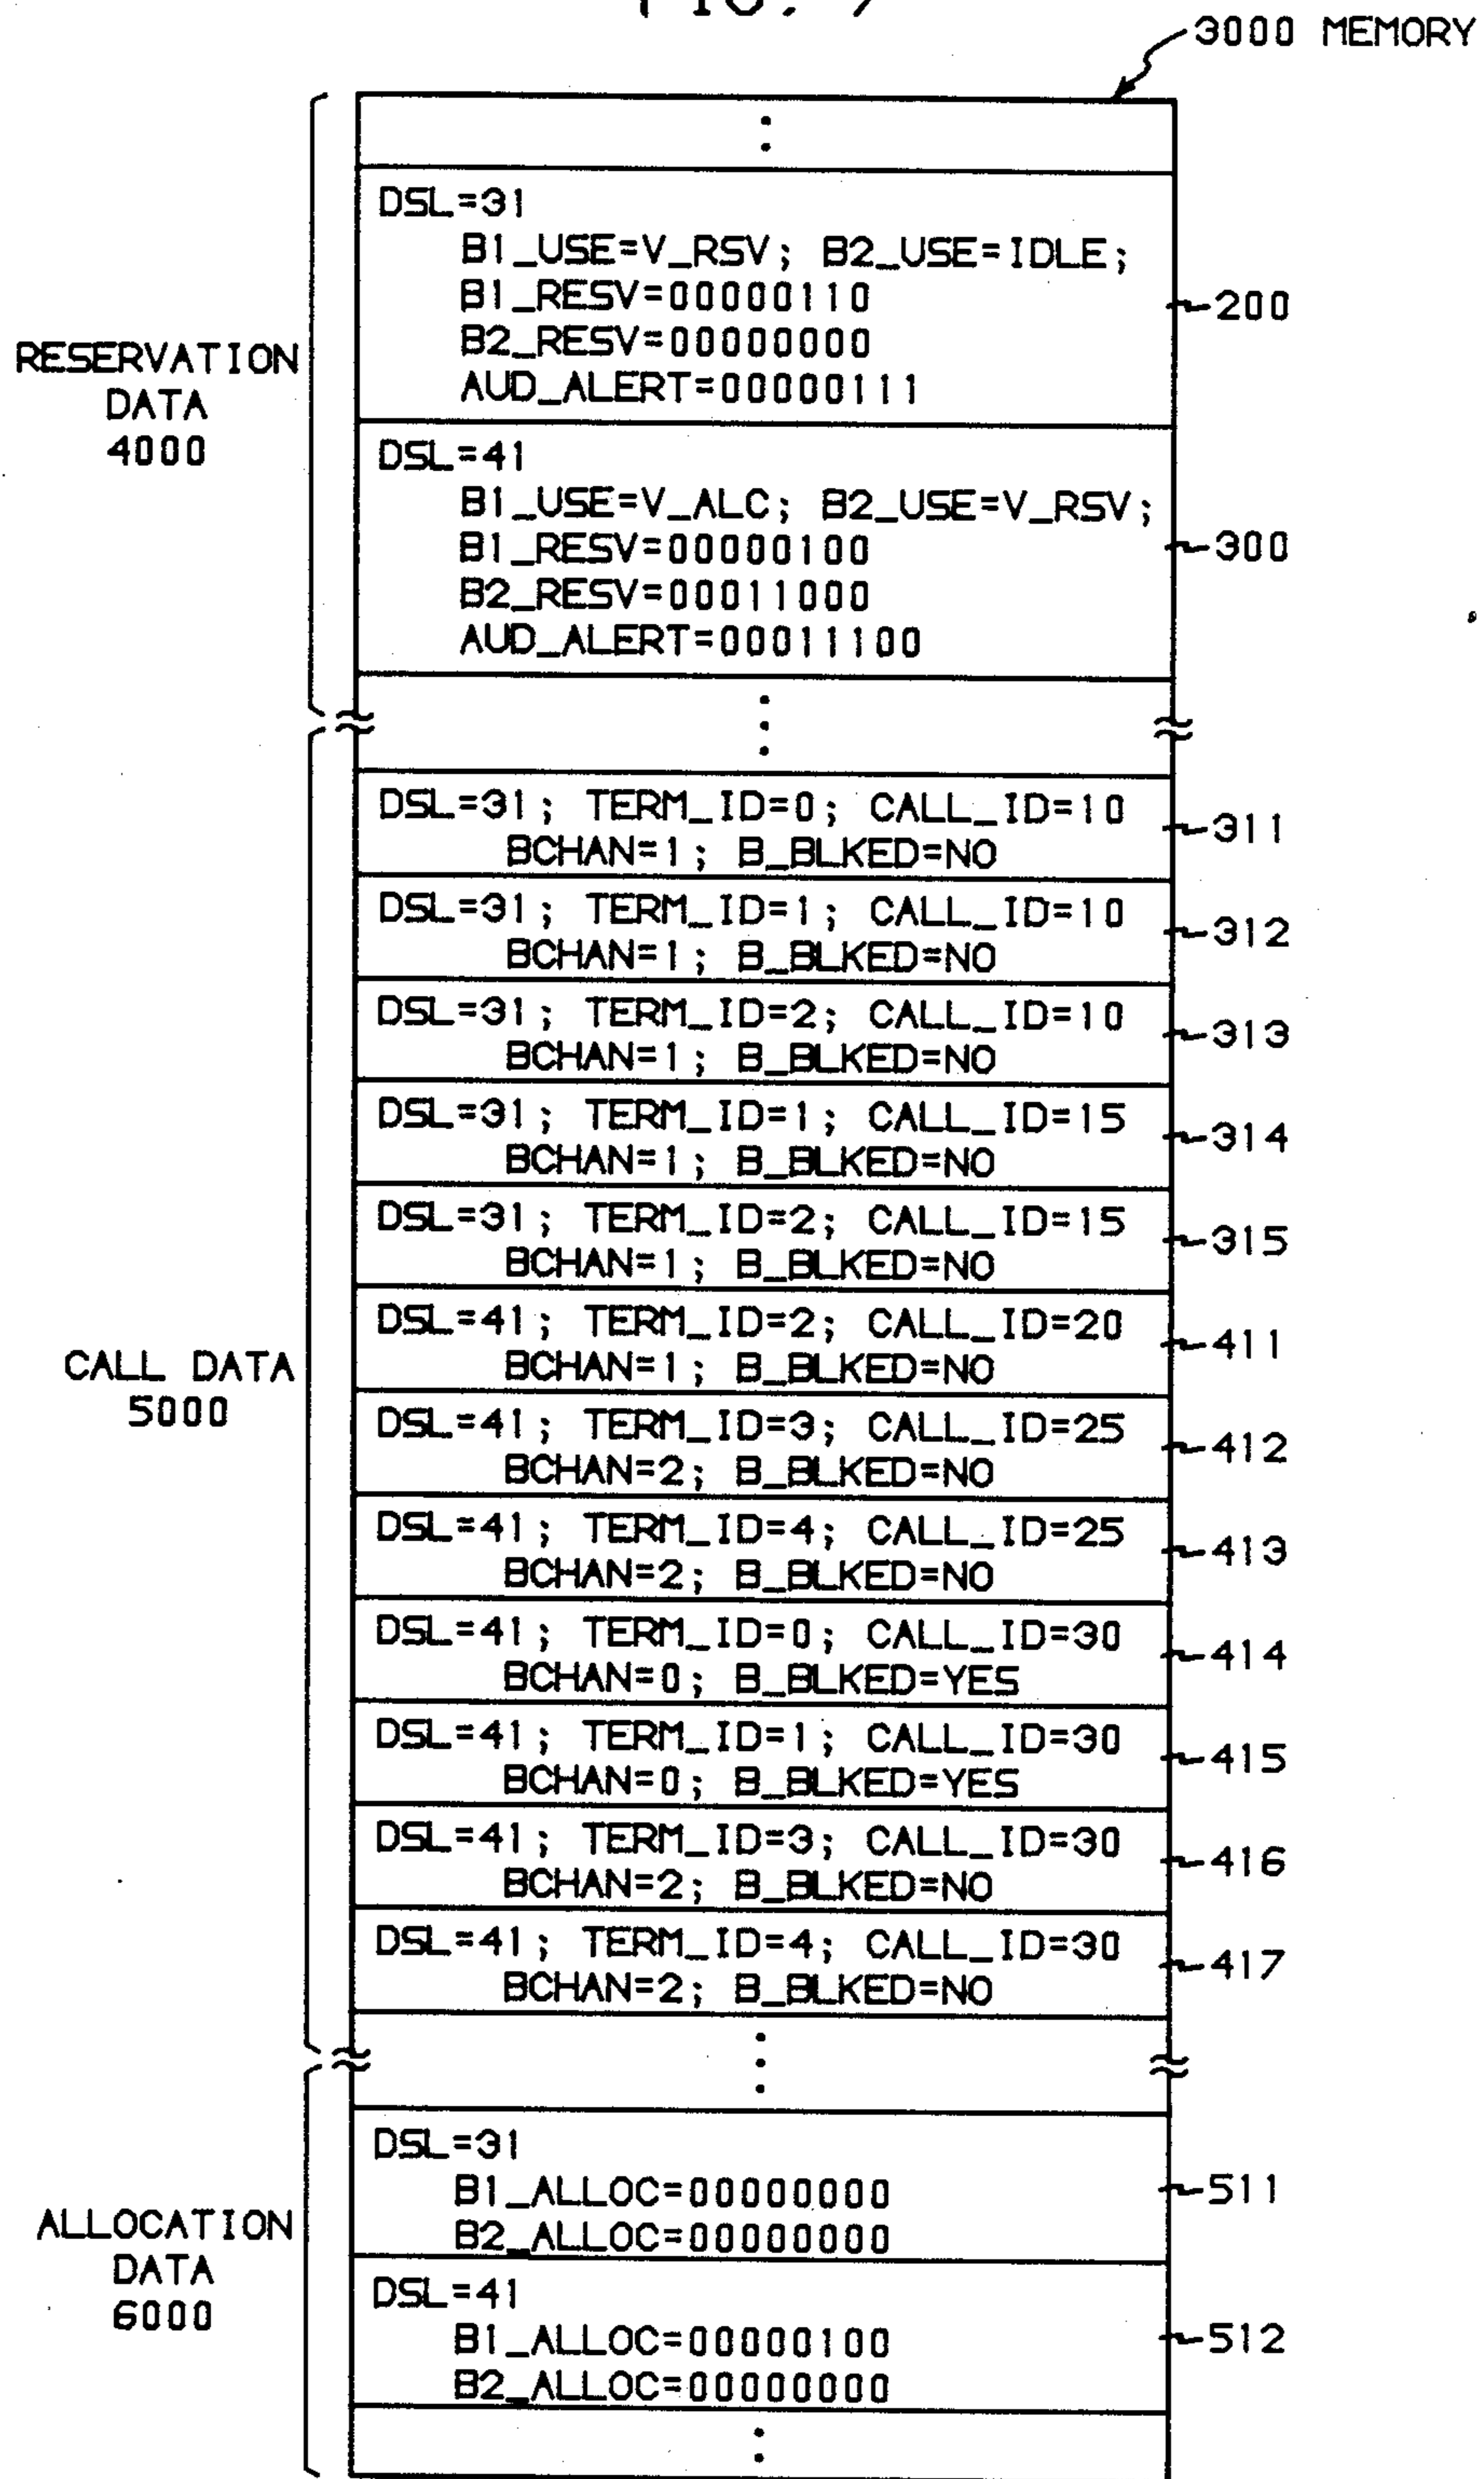 3000 MEMORY
RESERVATION
DATA
4000
DSL=31
B1_USE=V_RSV; B2_USE=IDLE;
B1_RESV=00000110
B2_RESV=00000000
AUD_ALERT=00000111
200
DSL=41
B1_USE=V_ALC; B2_USE=V_RSV;
B1_RESV=00000100
B2_RESV=00011000
AUD_ALERT=00011100
300
CALL DATA
5000
DSL=31; TERM_ID=0; CALL_ID=10
BCHAN=1; B_BLKED=NO
311
DSL=31; TERM_ID=1; CALL_ID=10
BCHAN=1; B_BLKED=NO
312
DSL=31; TERM_ID=2; CALL_ID=10
BCHAN=1; B_BLKED=NO
313
DSL=31; TERM_ID=1; CALL_ID=15
BCHAN=1; B_BLKED=NO
314
DSL=31; TERM_ID=2; CALL_ID=15
BCHAN=1; B_BLKED=NO
315
DSL=41; TERM_ID=2; CALL_ID=20
BCHAN=1; B_BLKED=NO
411
DSL=41; TERM_ID=3; CALL_ID=25
BCHAN=2; B_BLKED=NO
412
DSL=41; TERM_ID=4; CALL_ID=25
BCHAN=2; B_BLKED=NO
413
DSL=41; TERM_ID=0; CALL_ID=30
BCHAN=0; B_BLKED=YES
414
DSL=41; TERM_ID=1; CALL_ID=30
BCHAN=0; B_BLKED=YES
415
DSL=41; TERM_ID=3; CALL_ID=30
BCHAN=2; B_BLKED=NO
416
DSL=41; TERM_ID=4; CALL_ID=30
BCHAN=2; B_BLKED=NO
417
ALLOCATION
DATA
6000
DSL=31
B1_ALLOC=00000000
B2_ALLOC=00000000
511
DSL=41
B1_ALLOC=00000100
B2_ALLOC=00000000
512